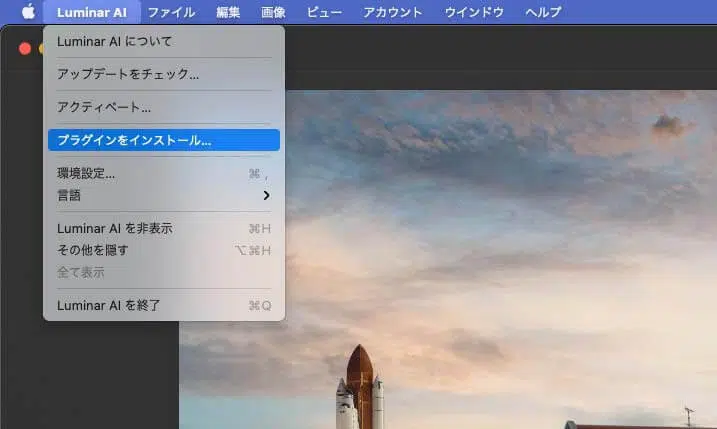 Luminar AI ファイル 編集 画像 ビュー アカウント ウインドウ ヘルプ
Luminar AI について
アップデートをチェック...
アクティベート...
プラグインをインストール...
環境設定... ⌘ ,
言語
Luminar AI を非表示 ⌘H
その他を隠す ⌥⌘H
全て表示
Luminar AI を終了 ⌘Q